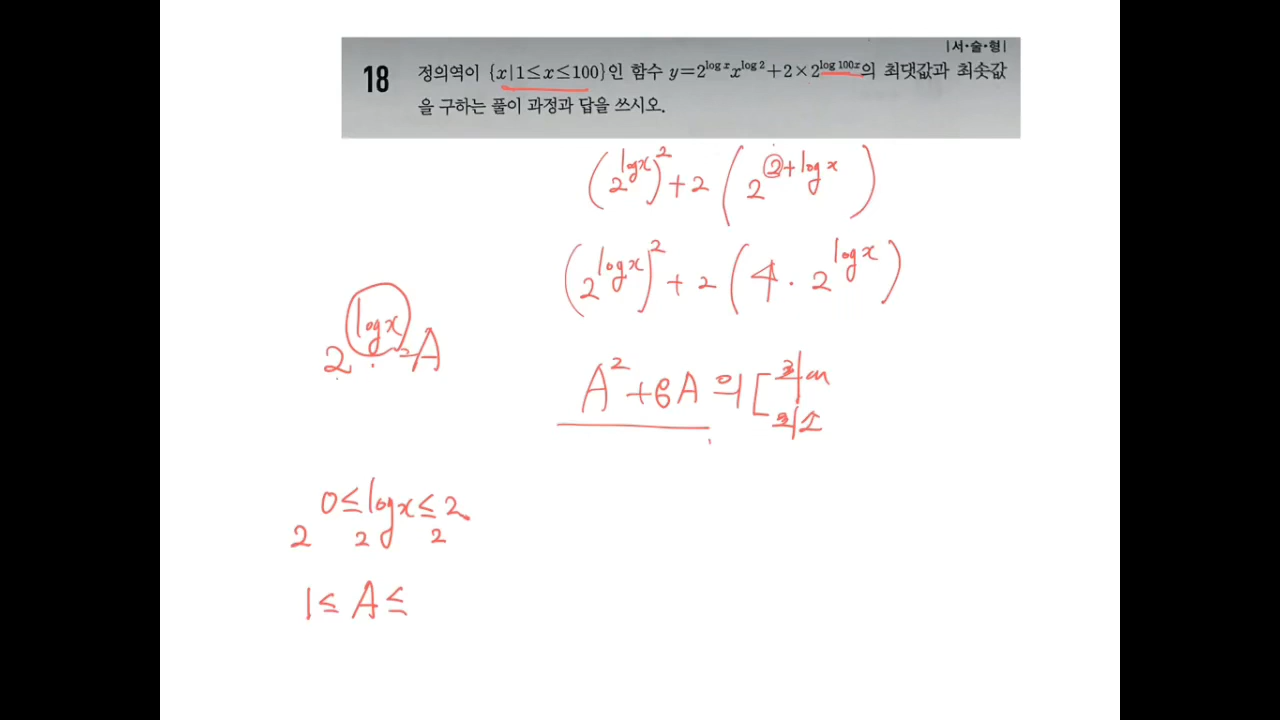 |서·술·형|
18 정의역이 {x|1≤x≤100}인 함수 y=2^{log x}x^{log 2}+2×2^{log 100x}의 최댓값과 최솟값
을 구하는 풀이 과정과 답을 쓰시오.
(2^{log x})^2+2(2^{2+log x})
(2^{log x})^2+2(4·2^{log x})
2^{log x}=A
A^2+8A의[최대
최소
0≤log x≤2
2 2 2
1≤A≤